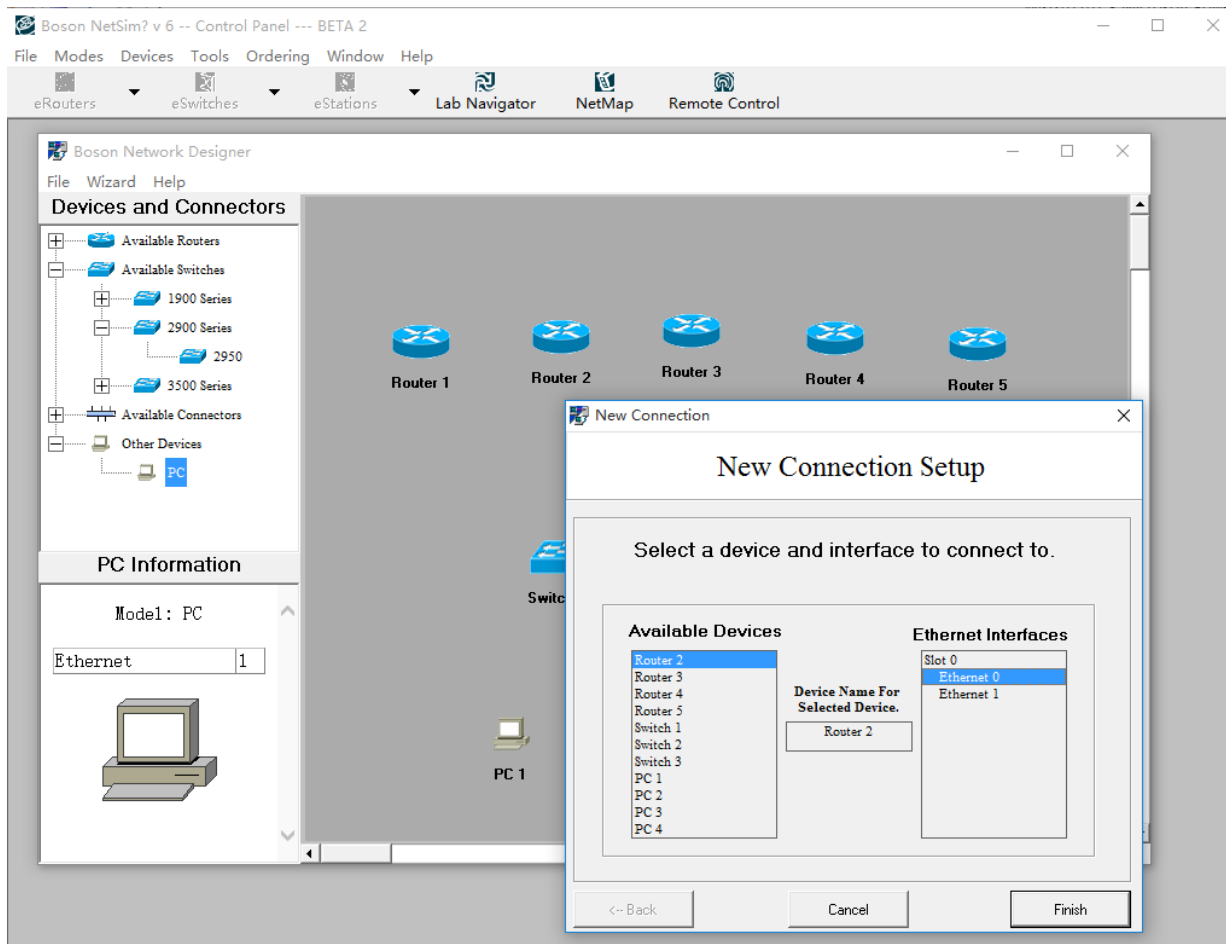 Boson NetSim? v 6 -- Control Panel --- BETA 2
File Modes Devices Tools Ordering Window Help
eRouters eSwitches eStations Lab Navigator NetMap Remote Control
Boson Network Designer
File Wizard Help
Devices and Connectors
Available Routers
Available Switches
1900 Series
2900 Series
2950
3500 Series
Available Connectors
Other Devices
PC
PC Information
Model: PC
Ethernet 1
Router 1 Router 2 Router 3 Router 4 Router 5
Switc
PC 1
New Connection
New Connection Setup
Select a device and interface to connect to.
Available Devices
Router 2
Router 3
Router 4
Router 5
Switch 1
Switch 2
Switch 3
PC 1
PC 2
PC 3
PC 4
Device Name For
Selected Device.
Router 2
Ethernet Interfaces
Slot 0
Ethernet 0
Ethernet 1
<-- Back Cancel Finish